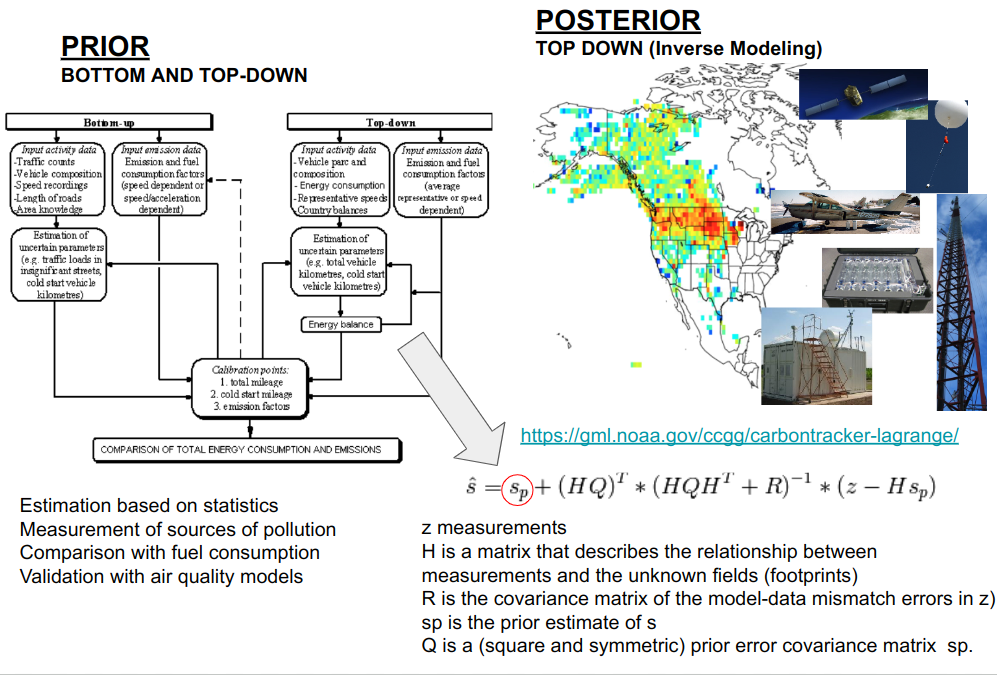 PRIOR
BOTTOM AND TOP-DOWN
Bottom-up
Input activity data
-Traffic counts
-Vehicle composition
-Speed recordings
-Length of roads
-Area knowledge
Input emission data
Emission and fuel
consumption factors
(speed dependent or
speed/acceleration
dependent)
Estimation of
uncertain parameters
(e.g. traffic loads in
insignificant streets,
cold start vehicle
kilometres)
Top-down
Input activity data
-Vehicle parc and
composition
- Energy consumption
-Representative speeds
Country balances
Input emission data
Emission and fuel
consumption factors
(average
representative or speed
dependent)
Estimation of
uncertain parameters
(e.g. total vehicle
kilometres, cold start
vehicle kilometres)
Energy balance
Calibration points:
1. total mileage
2. cold start mileage
3. emission factors
COMPARISON OF TOTAL ENERGY CONSUMPTION AND EMISSIONS
Estimation based on statistics
Measurement of sources of pollution
Comparison with fuel consumption
Validation with air quality models
POSTERIOR
TOP DOWN (Inverse Modeling)
https://gml.noaa.gov/ccgg/carbontracker-lagrange/
ŝ = s_p + (HQ)^T * (HQH^T + R)^{-1} * (z − Hs_p)
z measurements
H is a matrix that describes the relationship between
measurements and the unknown fields (footprints)
R is the covariance matrix of the model-data mismatch errors in z)
sp is the prior estimate of s
Q is a (square and symmetric) prior error covariance matrix  sp.